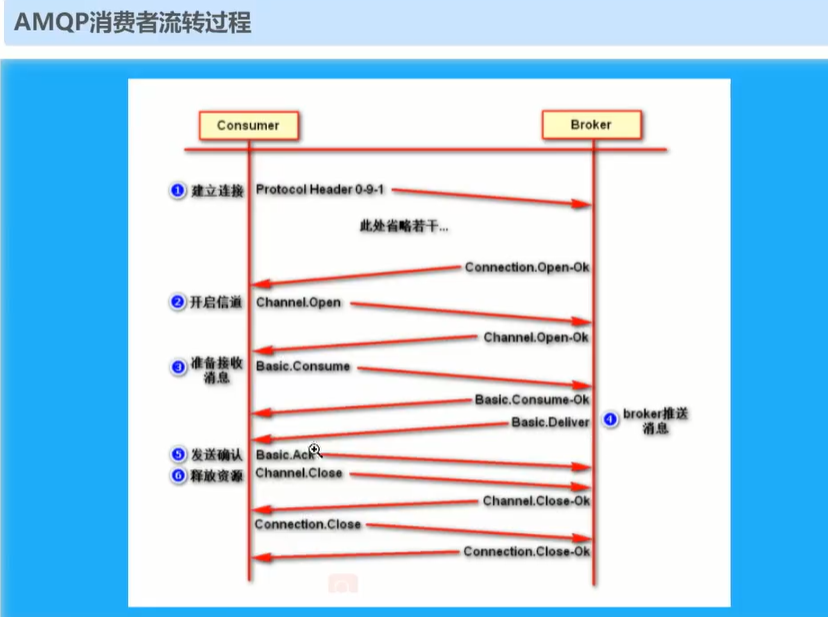 AMQP消费者流转过程
Consumer
Broker
1 建立连接
Protocol Header 0-9-1
此处省略若干...
Connection.Open-Ok
2 开启信道
Channel.Open
Channel.Open-Ok
3 准备接收
消息
Basic.Consume
Basic.Consume-Ok
Basic.Deliver
4 broker推送
消息
5 发送确认
Basic.Ack
6 释放资源
Channel.Close
Channel.Close-Ok
Connection.Close
Connection.Close-Ok